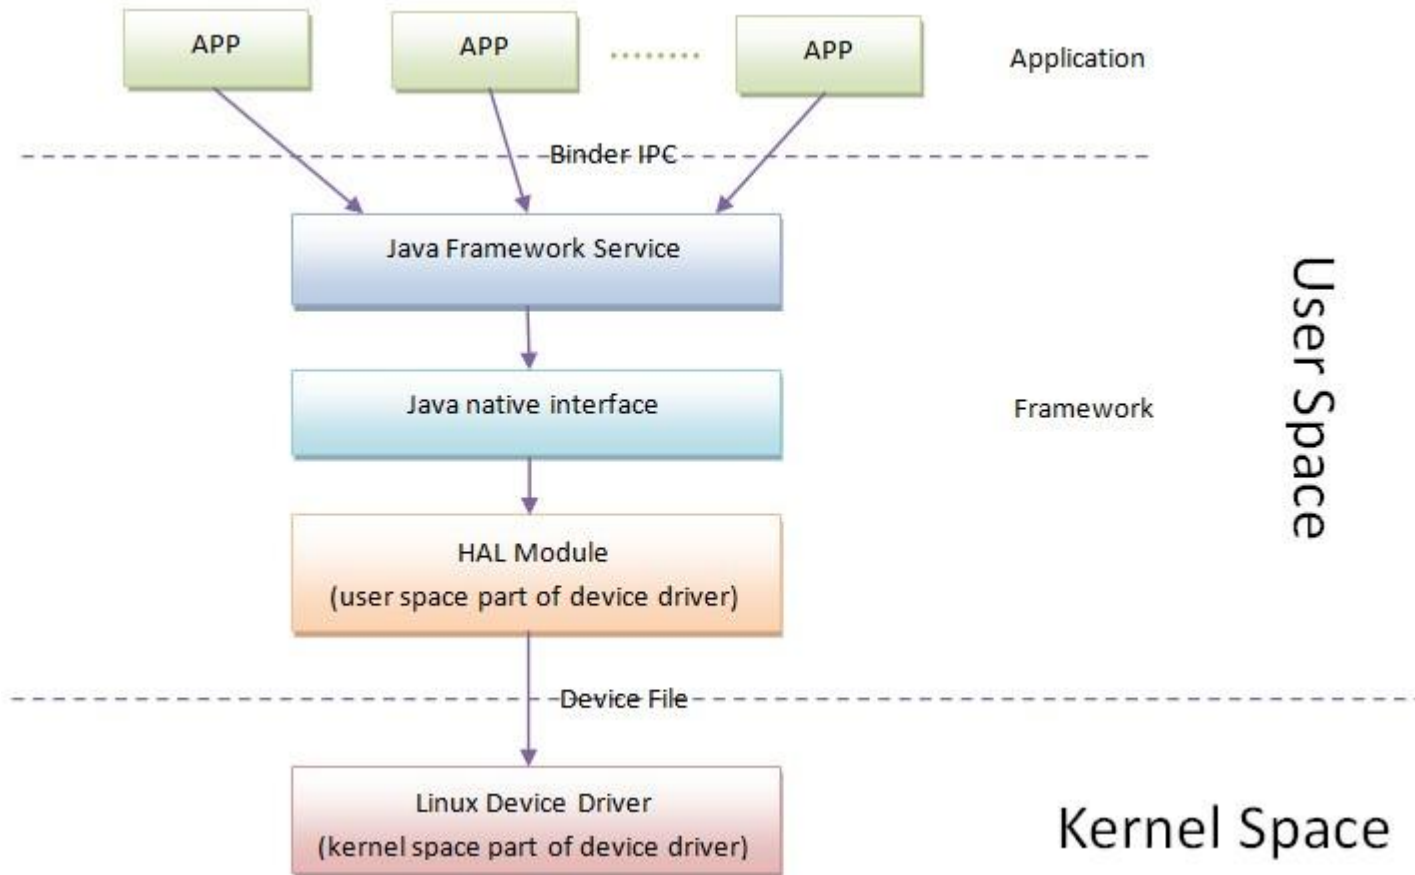 APP
APP
APP
Application
Binder IPC
Java Framework Service
Java native interface
Framework
User Space
HAL Module
(user space part of device driver)
Device File
Linux Device Driver
(kernel space part of device driver)
Kernel Space